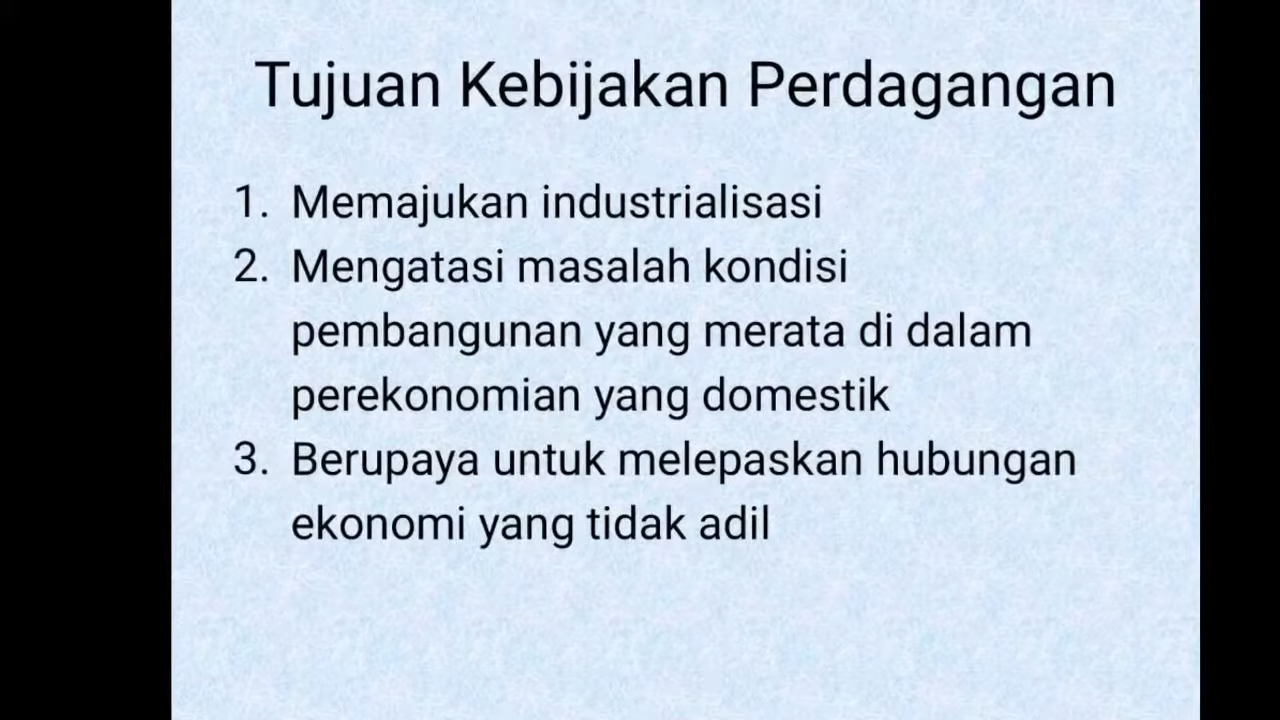 Tujuan Kebijakan Perdagangan
1. Memajukan industrialisasi
2. Mengatasi masalah kondisi
pembangunan yang merata di dalam
perekonomian yang domestik
3. Berupaya untuk melepaskan hubungan
ekonomi yang tidak adil